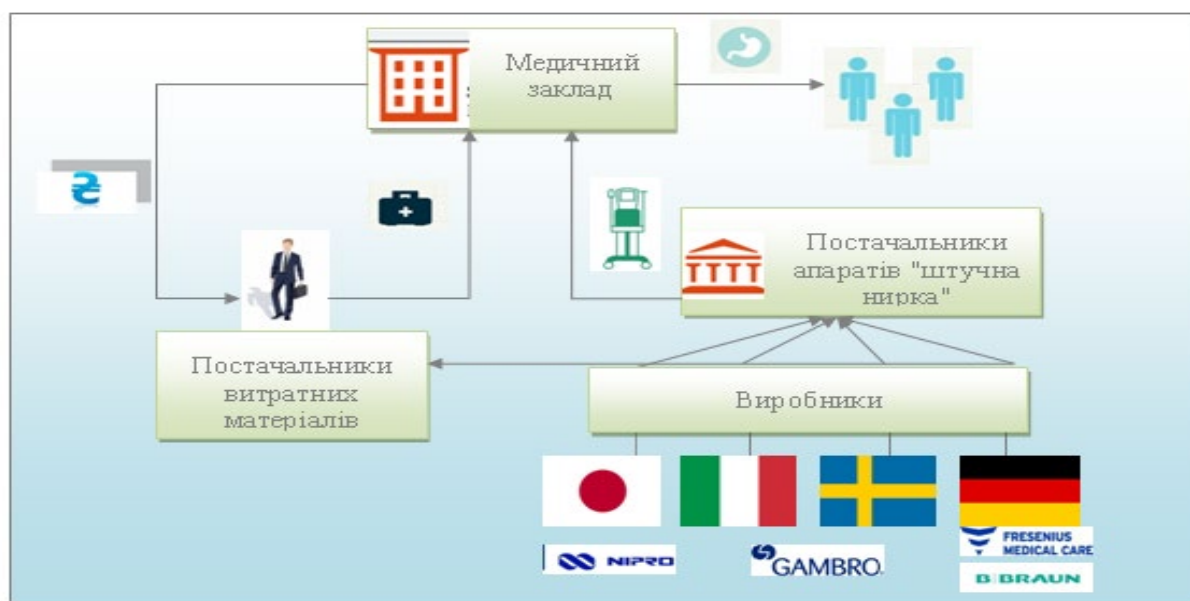 Медичний
заклад
₴
Постачальники
апаратів "штучна
нирка"
Постачальники
витратних
матеріалів
Виробники
NIPRO
GAMBRO
FRESENIUS
MEDICAL CARE
B|BRAUN